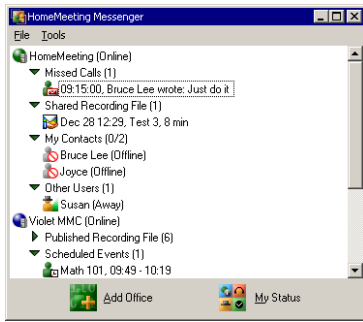 HomeMeeting Messenger
File Tools
HomeMeeting (Online)
Missed Calls (1)
09:15:00, Bruce Lee wrote: Just do it
Shared Recording File (1)
Dec 28 12:29, Test 3, 8 min
My Contacts (0/2)
Bruce Lee (Offline)
Joyce (Offline)
Other Users (1)
Susan (Away)
Violet MMC (Online)
Published Recording File (6)
Scheduled Events (1)
Math 101, 09:49 - 10:19
Add Office My Status